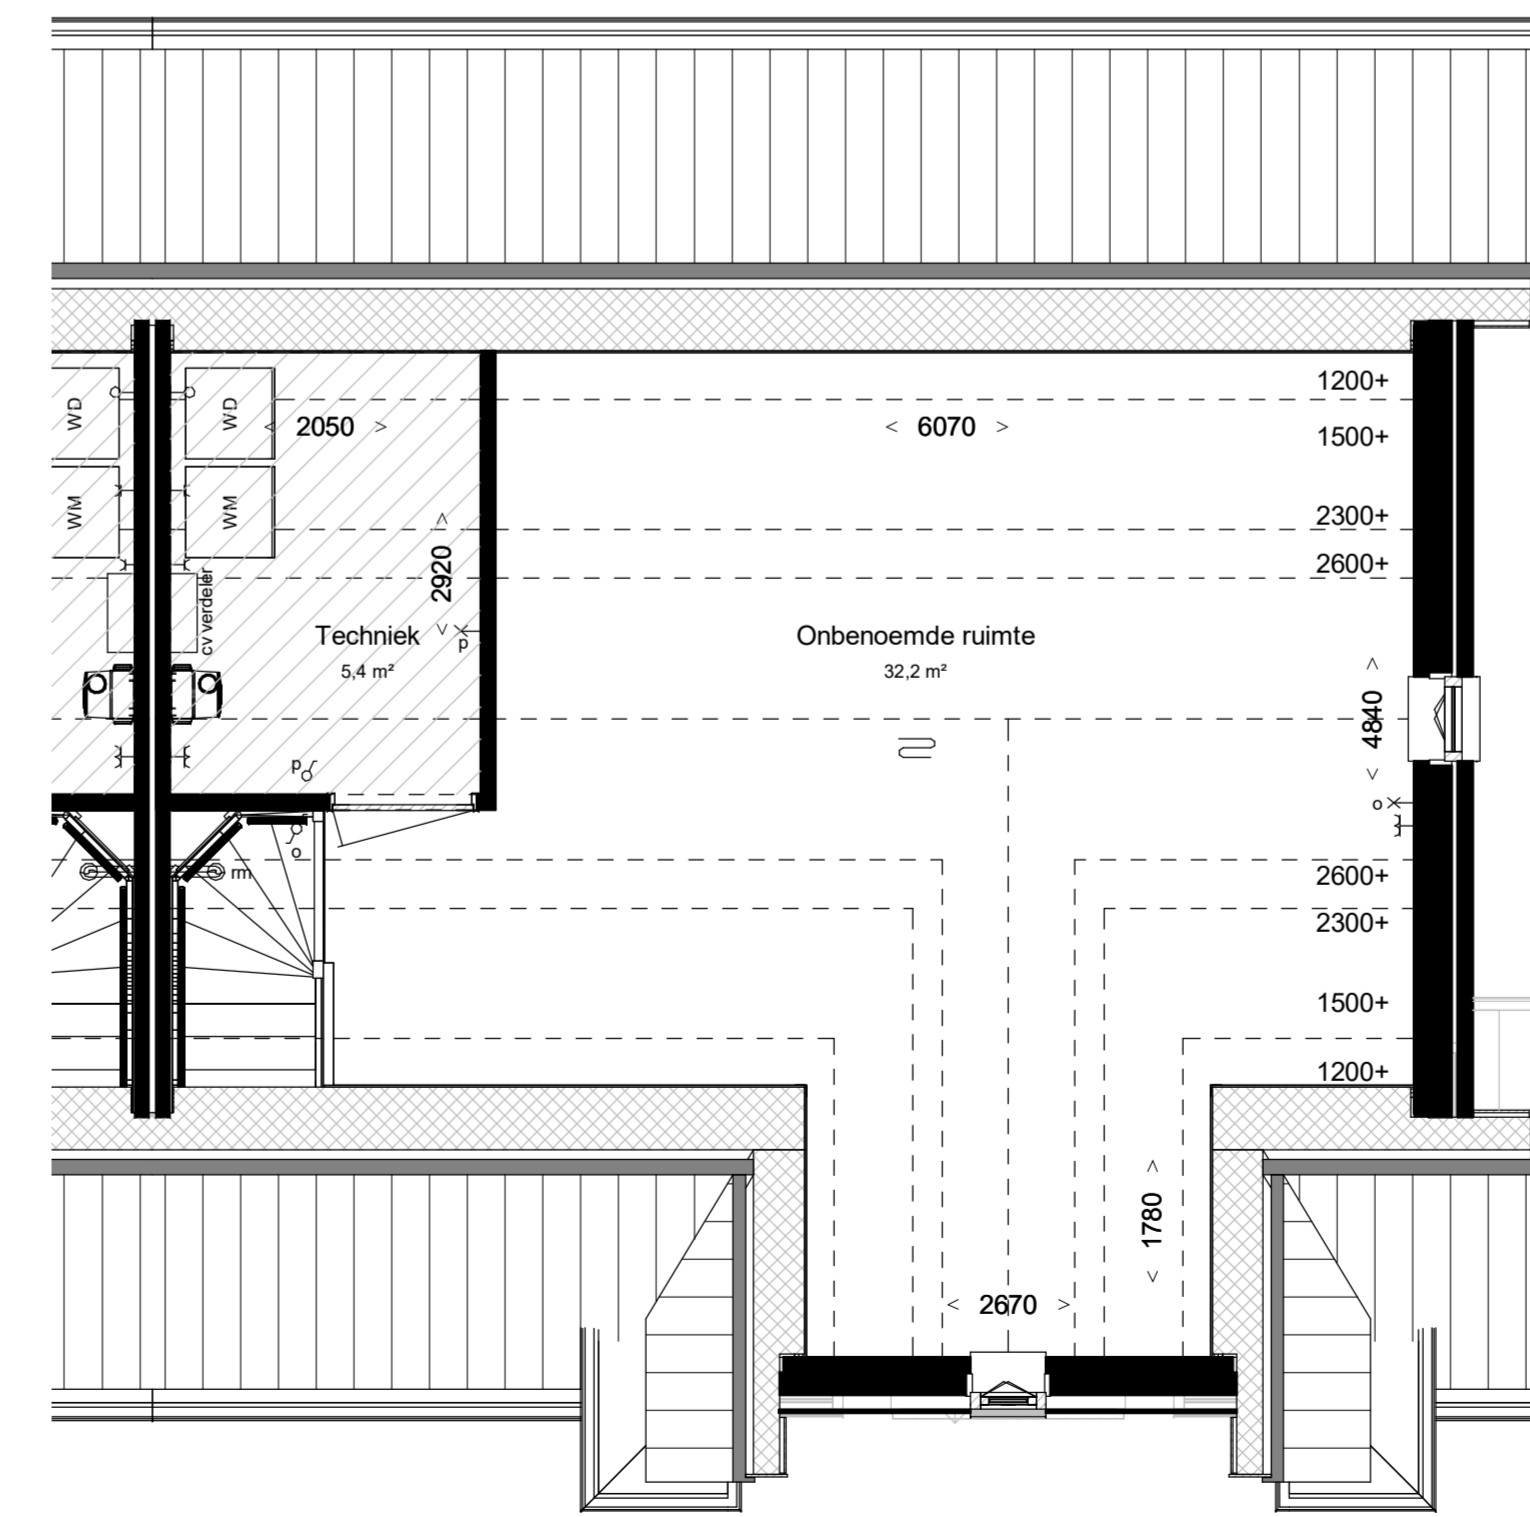 1200+
WD
WD
< 2050 >
< 6070 >
1500+
WM
WM
2300+
< 2920 >
2600+
cv verdeler
Techniek
p
Onbenoemde ruimte
5,4 m²
32,2 m²
< 4840 >
p
o
o
rm
2600+
2300+
1500+
1200+
< 1780 >
< 2670 >